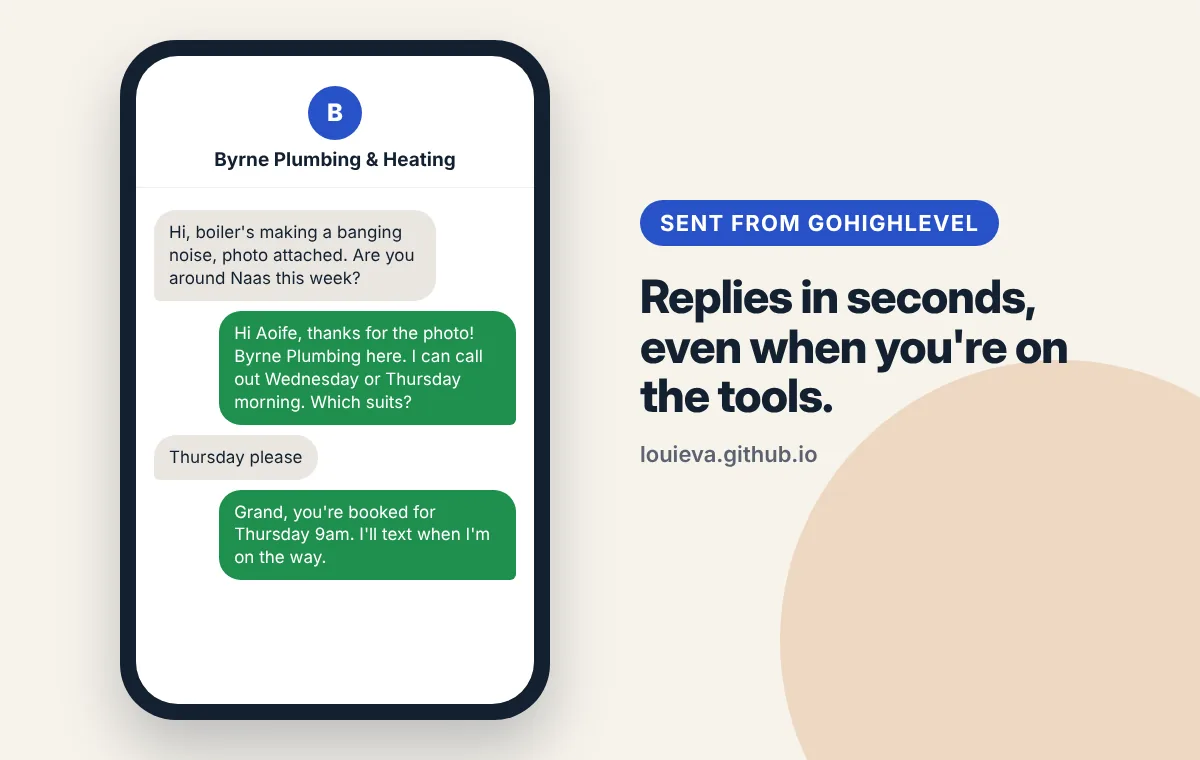 B
Byrne Plumbing & Heating
Hi, boiler's making a banging
noise, photo attached. Are you
around Naas this week?
Hi Aoife, thanks for the photo!
Byrne Plumbing here. I can call
out Wednesday or Thursday
morning. Which suits?
Thursday please
Grand, you're booked for
Thursday 9am. I'll text when I'm
on the way.
SENT FROM GOHIGHLEVEL
Replies in seconds,
even when you're on
the tools.
louieva.github.io